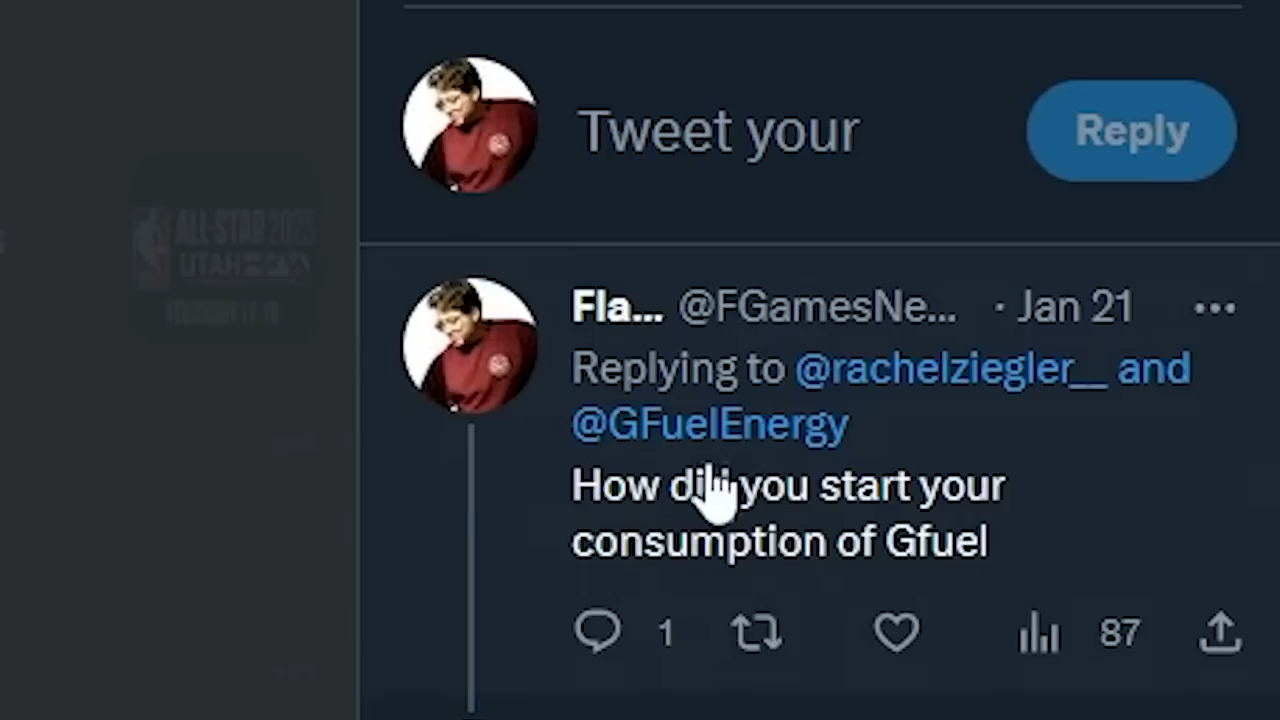 Tweet your
Reply
ALL-STAR 2023
UTAH
Fla... @FGamesNe... · Jan 21 ...
Replying to @rachelziegler__ and
@GFuelEnergy
How did you start your
consumption of Gfuel
1
87